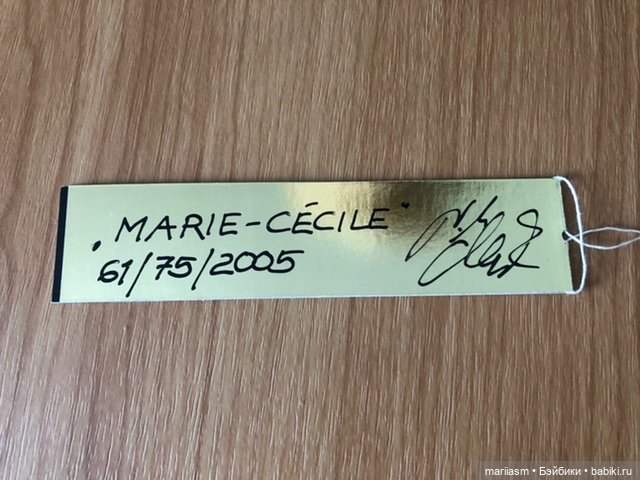 „MARIE-CÉCILE"
61/75/2005
mariiasm • Бэйбики • babiki.ru